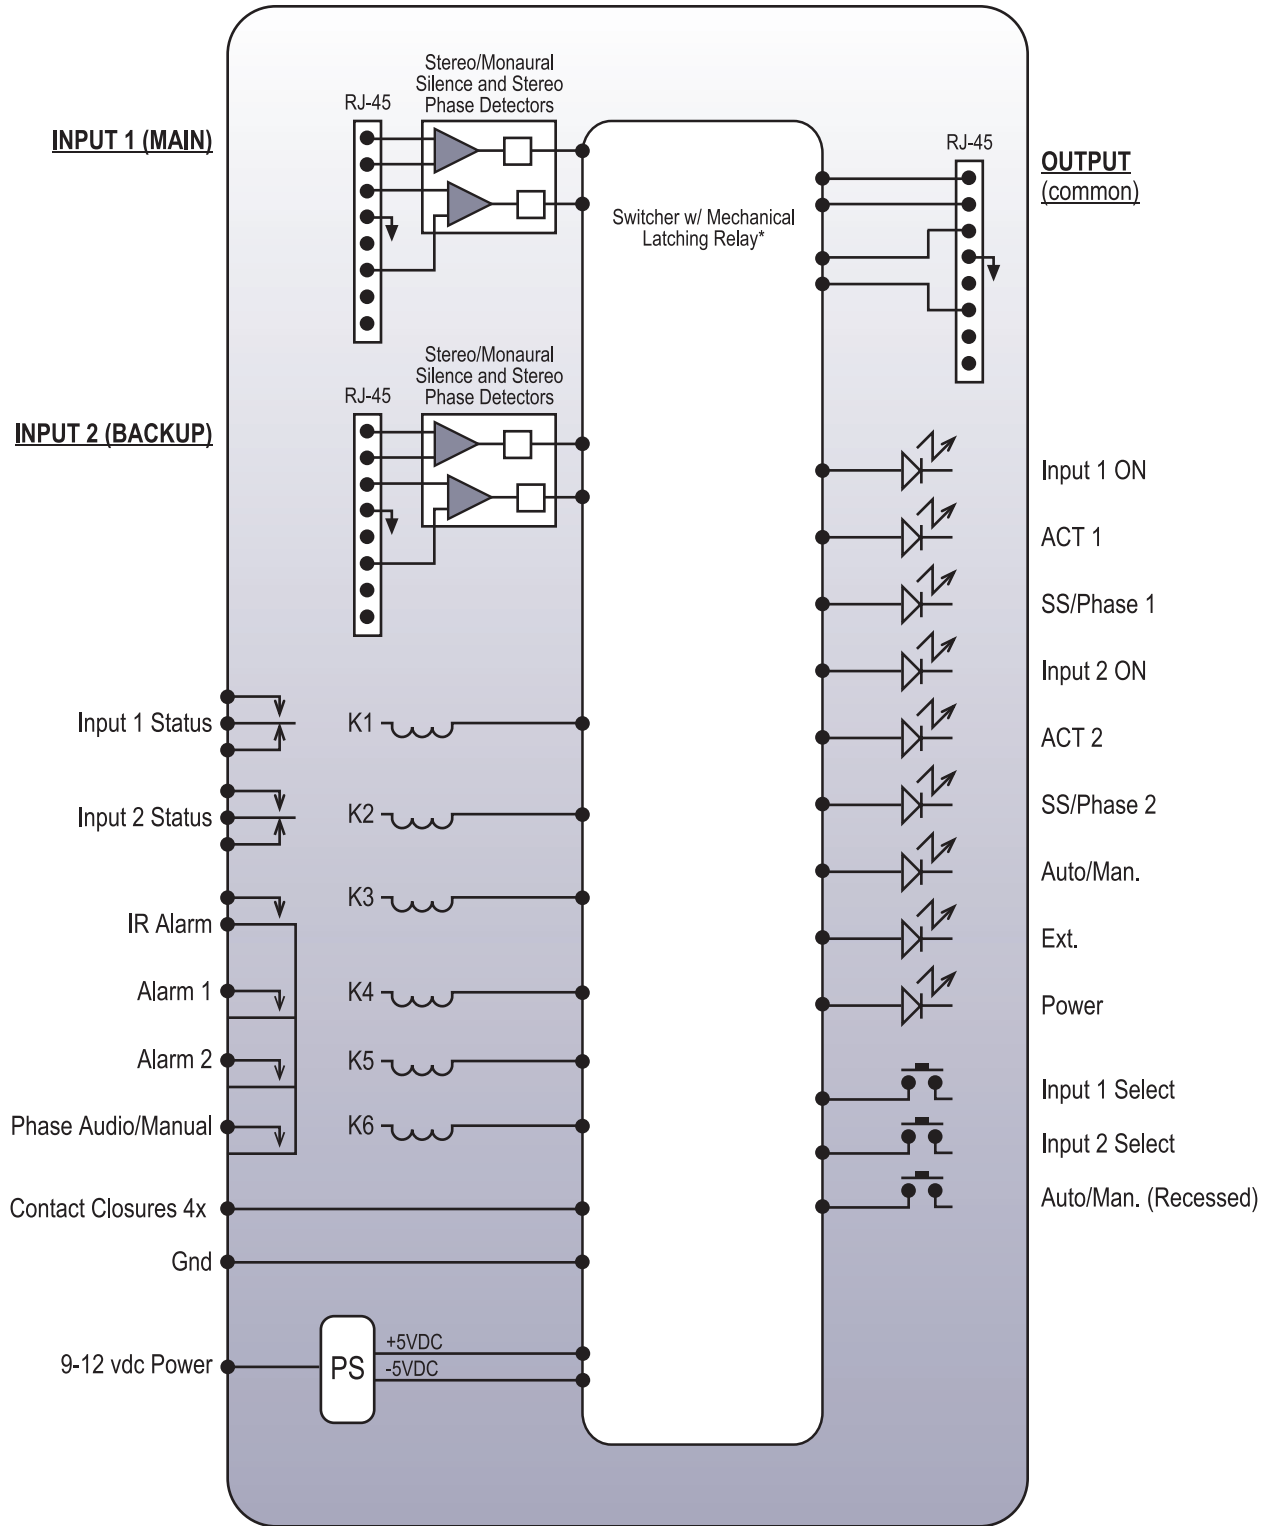 Stereo/Monaural
Silence and Stereo
Phase Detectors
RJ-45
INPUT 1 (MAIN)
Switcher w/ Mechanical
Latching Relay*
RJ-45
OUTPUT
(common)
Stereo/Monaural
Silence and Stereo
Phase Detectors
RJ-45
INPUT 2 (BACKUP)
Input 1 ON
ACT 1
SS/Phase 1
Input 2 ON
ACT 2
SS/Phase 2
Auto/Man.
Ext.
Power
Input 1 Select
Input 2 Select
Auto/Man. (Recessed)
Input 1 Status
K1
Input 2 Status
K2
IR Alarm
K3
Alarm 1
K4
Alarm 2
K5
Phase Audio/Manual
K6
Contact Closures 4x
Gnd
9-12 vdc Power
PS
+5VDC
-5VDC